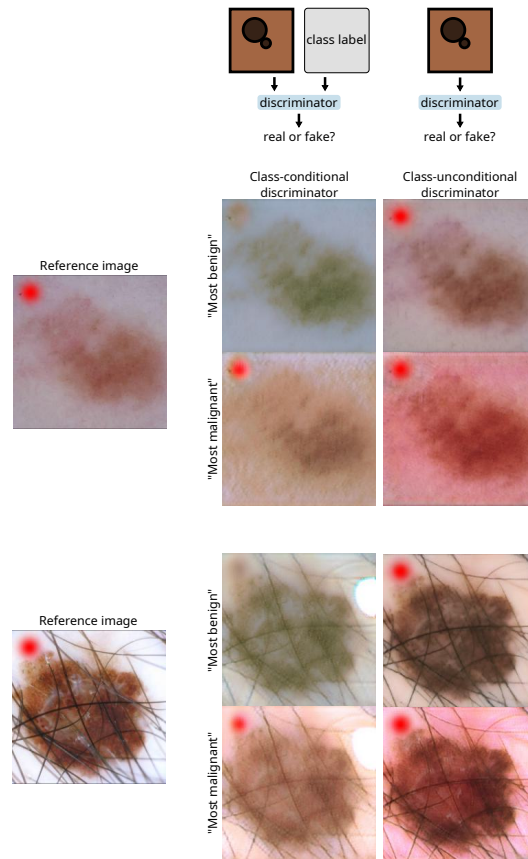 class label
discriminator
discriminator
real or fake?
real or fake?
Class-conditional
discriminator
Class-unconditional
discriminator
Reference image
"Most benign"
"Most malignant"
Reference image
"Most benign"
"Most malignant"